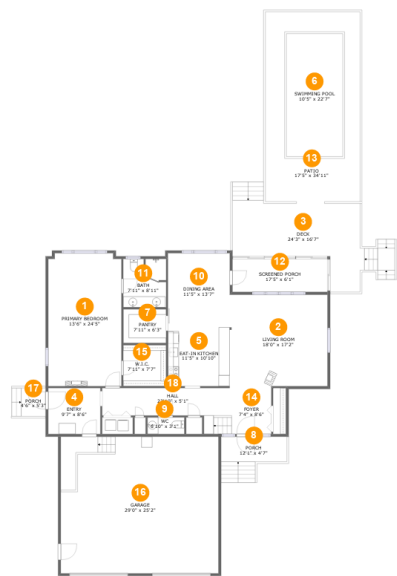 6
SWIMMING POOL
10'5" x 22'7"
13
PATIO
17'5" x 34'11"
3
DECK
24'3" x 16'7"
12
SCREENED PORCH
17'5" x 6'1"
11
BATH
7'11" x 8'11"
10
DINING AREA
11'5" x 13'7"
1
PRIMARY BEDROOM
13'6" x 24'5"
7
PANTRY
7'11" x 6'3"
2
LIVING ROOM
18'0" x 17'2"
5
EAT-IN KITCHEN
11'5" x 10'10"
15
W.I.C.
7'11" x 7'7"
18
HALL
17
PORCH
4
ENTRY
9'7" x 8'6"
9
WC
14
FOYER
7'4" x 8'6"
8
PORCH
12'1" x 4'7"
16
GARAGE
29'0" x 25'2"